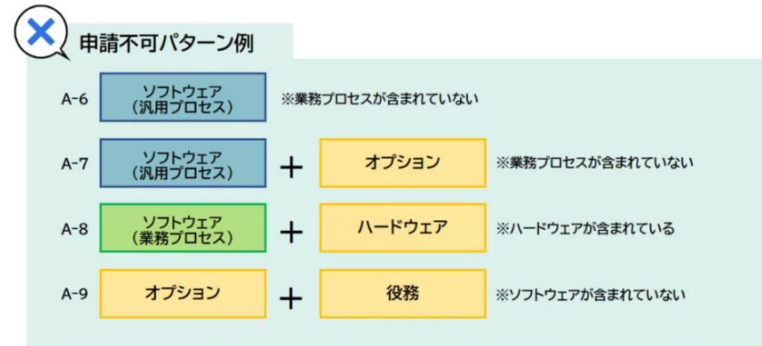 申請不可パターン例
A-6 ソフトウェア（汎用プロセス） ※業務プロセスが含まれていない
A-7 ソフトウェア（汎用プロセス） + オプション ※業務プロセスが含まれていない
A-8 ソフトウェア（業務プロセス） + ハードウェア ※ハードウェアが含まれている
A-9 オプション + 役務 ※ソフトウェアが含まれていない